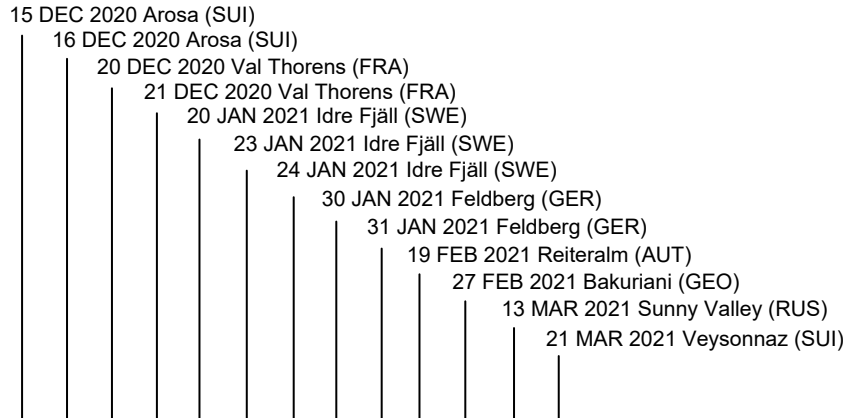 15 DEC 2020 Arosa (SUI)
16 DEC 2020 Arosa (SUI)
20 DEC 2020 Val Thorens (FRA)
21 DEC 2020 Val Thorens (FRA)
20 JAN 2021 Idre Fjäll (SWE)
23 JAN 2021 Idre Fjäll (SWE)
24 JAN 2021 Idre Fjäll (SWE)
30 JAN 2021 Feldberg (GER)
31 JAN 2021 Feldberg (GER)
19 FEB 2021 Reiteralm (AUT)
27 FEB 2021 Bakuriani (GEO)
13 MAR 2021 Sunny Valley (RUS)
21 MAR 2021 Veysonnaz (SUI)